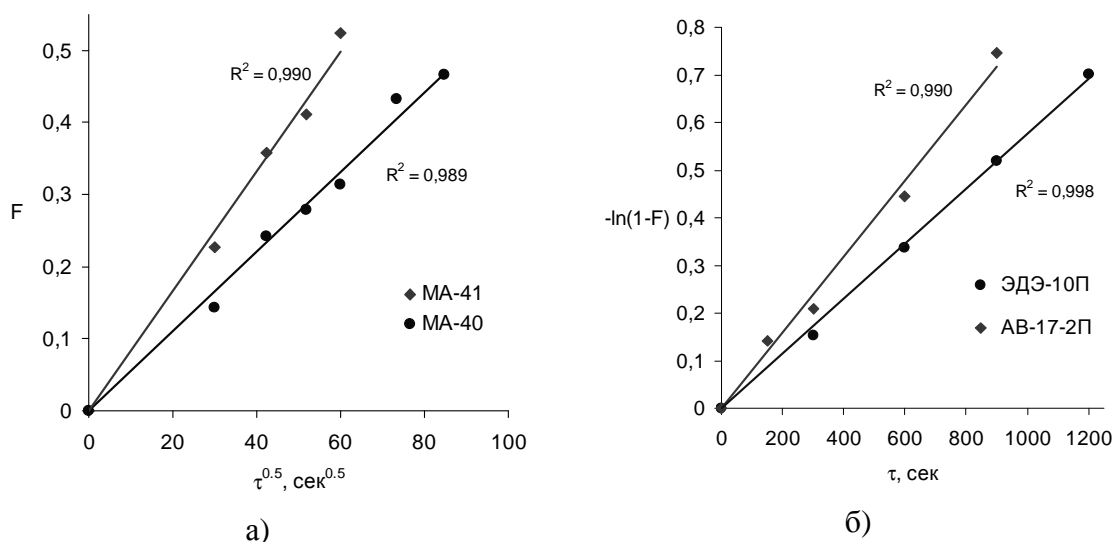 0,5
0,4
0,3
0,2
0,1
0
F
R² = 0,990
R² = 0,989
МА-41
МА-40
0 20 40 60 80 100
τ^0.5, сек^0.5
а)
0,8
0,7
0,6
0,5
0,4
0,3
0,2
0,1
0
-ln(1-F)
R² = 0,990
R² = 0,998
ЭДЭ-10П
АВ-17-2П
0 200 400 600 800 1000 1200
τ, сек
б)